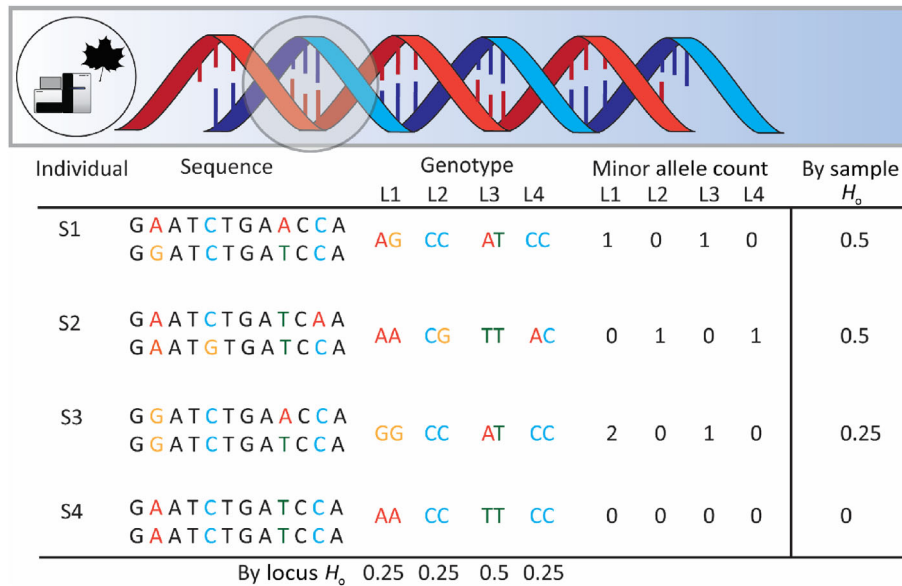 Individual Sequence Genotype Minor allele count By sample
L1 L2 L3 L4 L1 L2 L3 L4 Ho
S1 GAATCTGAACCA AG CC AT CC 1 0 1 0 0.5
GGATCTGATCCA
S2 GAATCTGATCAA AA CG TT AC 0 1 0 1 0.5
GAATGTGATCCA
S3 GGATCTGAACCA GG CC AT CC 2 0 1 0 0.25
GGATCTGATCCA
S4 GAATCTGATCCA AA CC TT CC 0 0 0 0 0
GAATCTGATCCA
By locus Ho 0.25 0.25 0.5 0.25